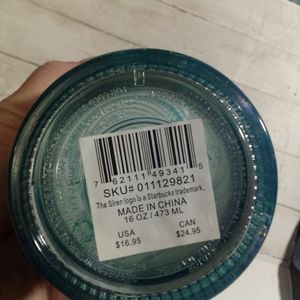 7 62111 49341 5
SKU# 011129821
The Siren logo is a Starbucks trademark.
MADE IN CHINA
16 OZ / 473 ML
USA CAN
$16.95 $24.95